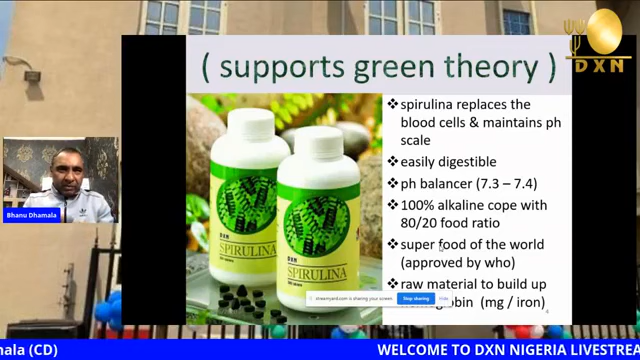 ( supports green theory )
DXN
❖spirulina replaces the
blood cells & maintains ph
scale
❖easily digestible
❖ph balancer (7.3 – 7.4)
❖100% alkaline cope with
80/20 food ratio
❖super food of the world
(approved by who)
❖raw material to build up
(mg / iron)
DXN
SPIRULINA
DXN
SPIRULINA
streamyard.com is sharing your screen.
Stop sharing
Hide
4
Bhanu Dhamala
mala (CD)
WELCOME TO DXN NIGERIA LIVESTREA